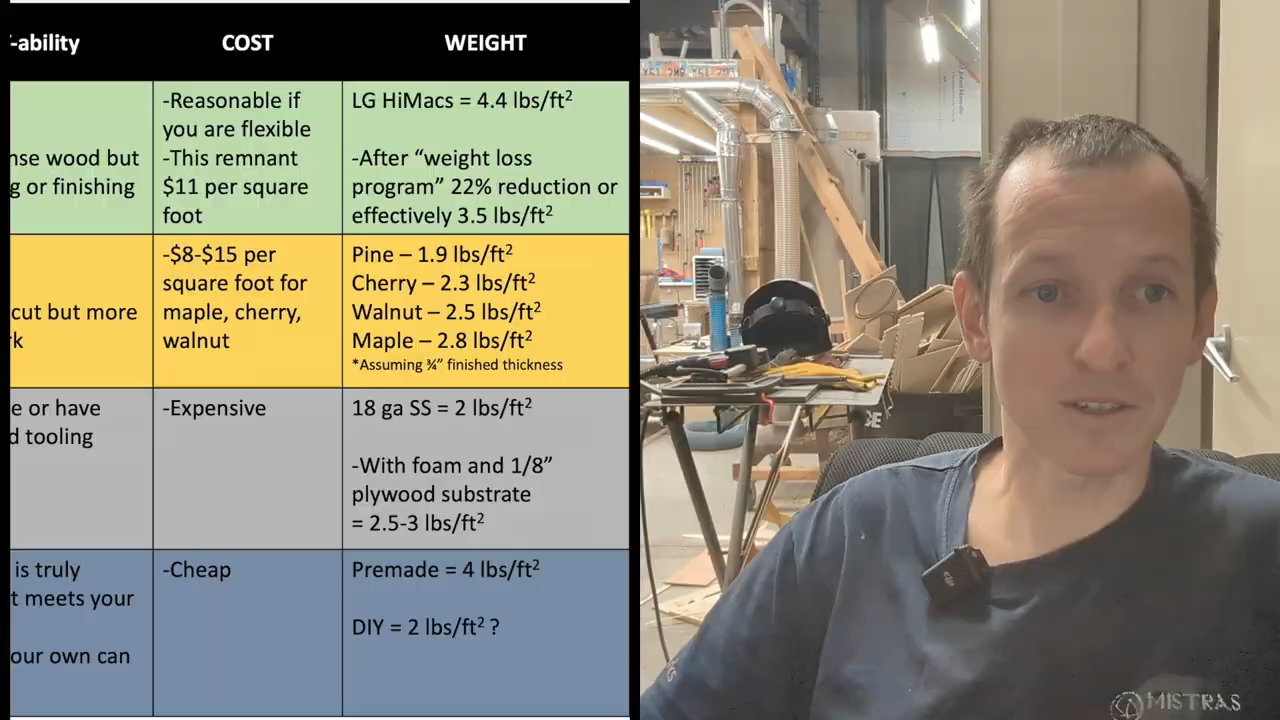 -ability
COST
WEIGHT
nse wood but
g or finishing
-Reasonable if
you are flexible
-This remnant
$11 per square
foot
LG HiMacs = 4.4 lbs/ft²
-After “weight loss
program” 22% reduction or
effectively 3.5 lbs/ft²
cut but more
rk
-$8-$15 per
square foot for
maple, cherry,
walnut
Pine – 1.9 lbs/ft²
Cherry – 2.3 lbs/ft²
Walnut – 2.5 lbs/ft²
Maple – 2.8 lbs/ft²
*Assuming ¾” finished thickness
e or have
d tooling
-Expensive
18 ga SS = 2 lbs/ft²
-With foam and 1/8”
plywood substrate
= 2.5-3 lbs/ft²
is truly
t meets your
our own can
-Cheap
Premade = 4 lbs/ft²
DIY = 2 lbs/ft² ?
MISTRAS